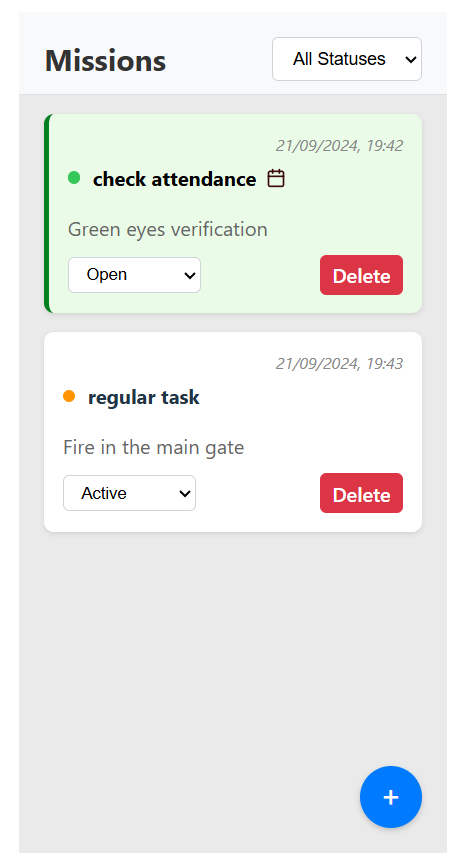 Missions
All Statuses
21/09/2024, 19:42
check attendance
Green eyes verification
Open
Delete
21/09/2024, 19:43
regular task
Fire in the main gate
Active
Delete
+